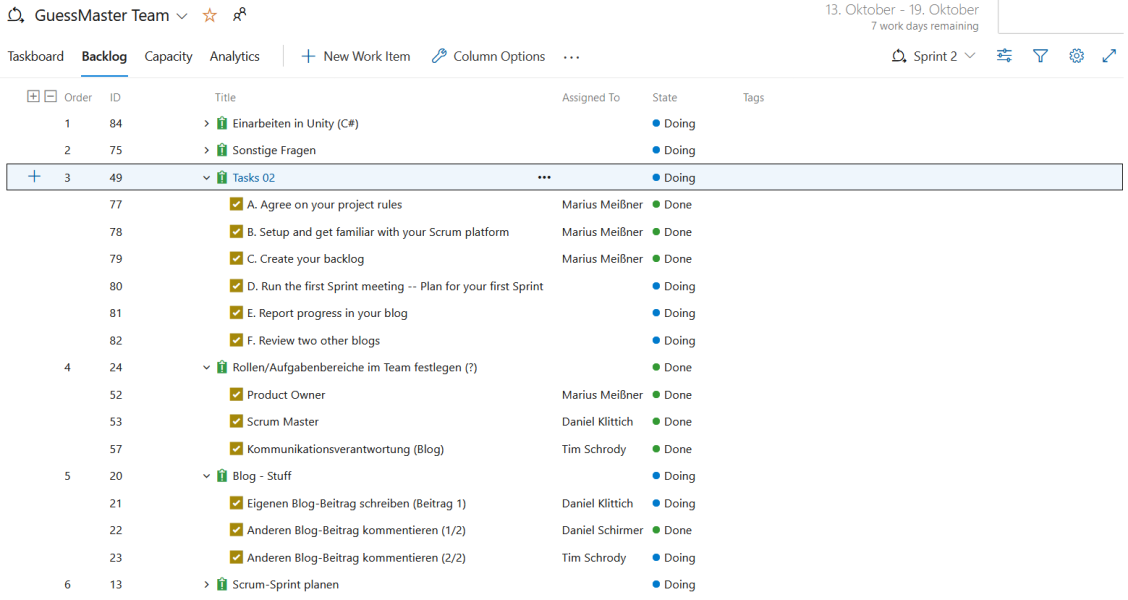 GuessMaster Team
13. Oktober - 19. Oktober
7 work days remaining
Taskboard Backlog Capacity Analytics + New Work Item Column Options ... Sprint 2
Order ID Title Assigned To State Tags
1 84 Einarbeiten in Unity (C#) Doing
2 75 Sonstige Fragen Doing
+ 3 49 Tasks 02 ... Doing
77 A. Agree on your project rules Marius Meißner Done
78 B. Setup and get familiar with your Scrum platform Marius Meißner Done
79 C. Create your backlog Marius Meißner Done
80 D. Run the first Sprint meeting -- Plan for your first Sprint Doing
81 E. Report progress in your blog Doing
82 F. Review two other blogs Doing
4 24 Rollen/Aufgabenbereiche im Team festlegen (?) Done
52 Product Owner Marius Meißner Done
53 Scrum Master Daniel Klittich Done
57 Kommunikationsverantwortung (Blog) Tim Schrody Done
5 20 Blog - Stuff Doing
21 Eigenen Blog-Beitrag schreiben (Beitrag 1) Daniel Klittich Doing
22 Anderen Blog-Beitrag kommentieren (1/2) Daniel Schirmer Done
23 Anderen Blog-Beitrag kommentieren (2/2) Tim Schrody Doing
6 13 Scrum-Sprint planen Doing